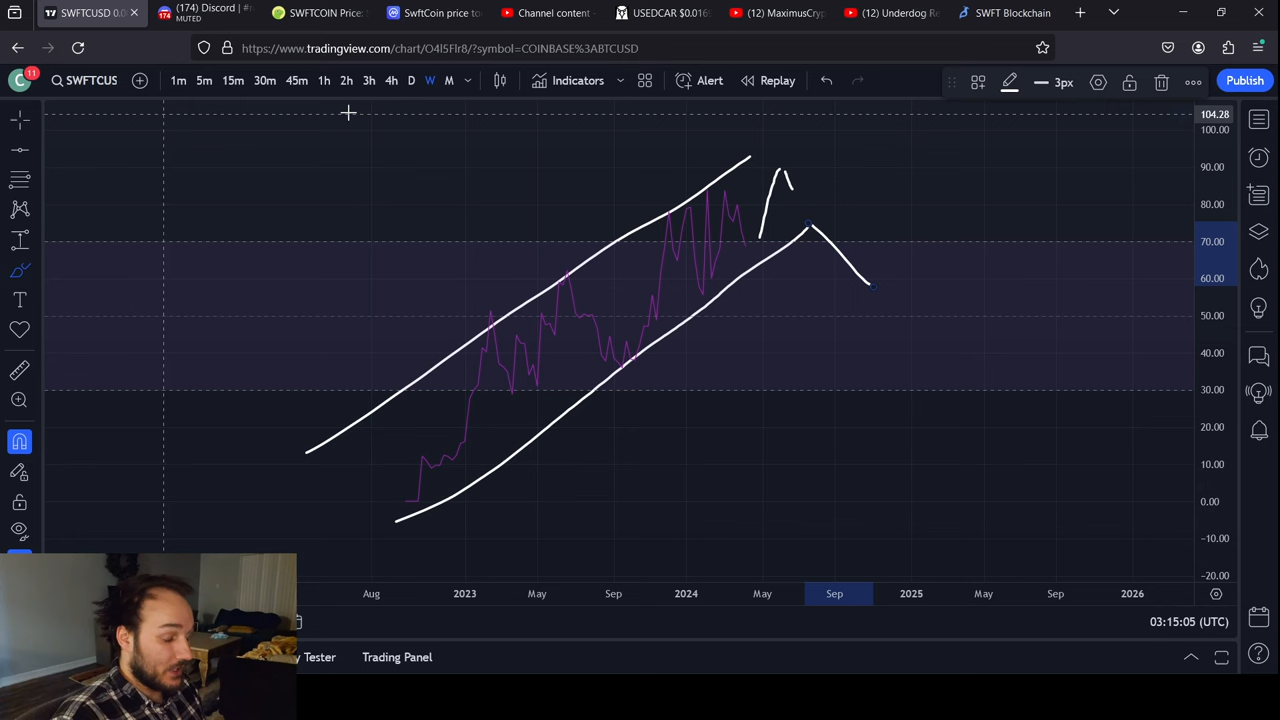 SWFTCUSD 0.0
(174) Discord | #
MUTED
SWFTCOIN Price:
SwftCoin price to
Channel content -
USEDCAR $0.016
(12) MaximusCryp
(12) Underdog Re
SWFT Blockchain
https://www.tradingview.com/chart/O4l5Flr8/?symbol=COINBASE%3ABTCUSD
C
11
SWFTCUS
1m 5m 15m 30m 45m 1h 2h 3h 4h D W M
Indicators
Alert
Replay
3px
Publish
104.28
100.00
90.00
80.00
70.00
60.00
50.00
40.00
30.00
20.00
10.00
0.00
-10.00
-20.00
Aug 2023 May Sep 2024 May Sep 2025 May Sep 2026
03:15:05 (UTC)
Tester
Trading Panel